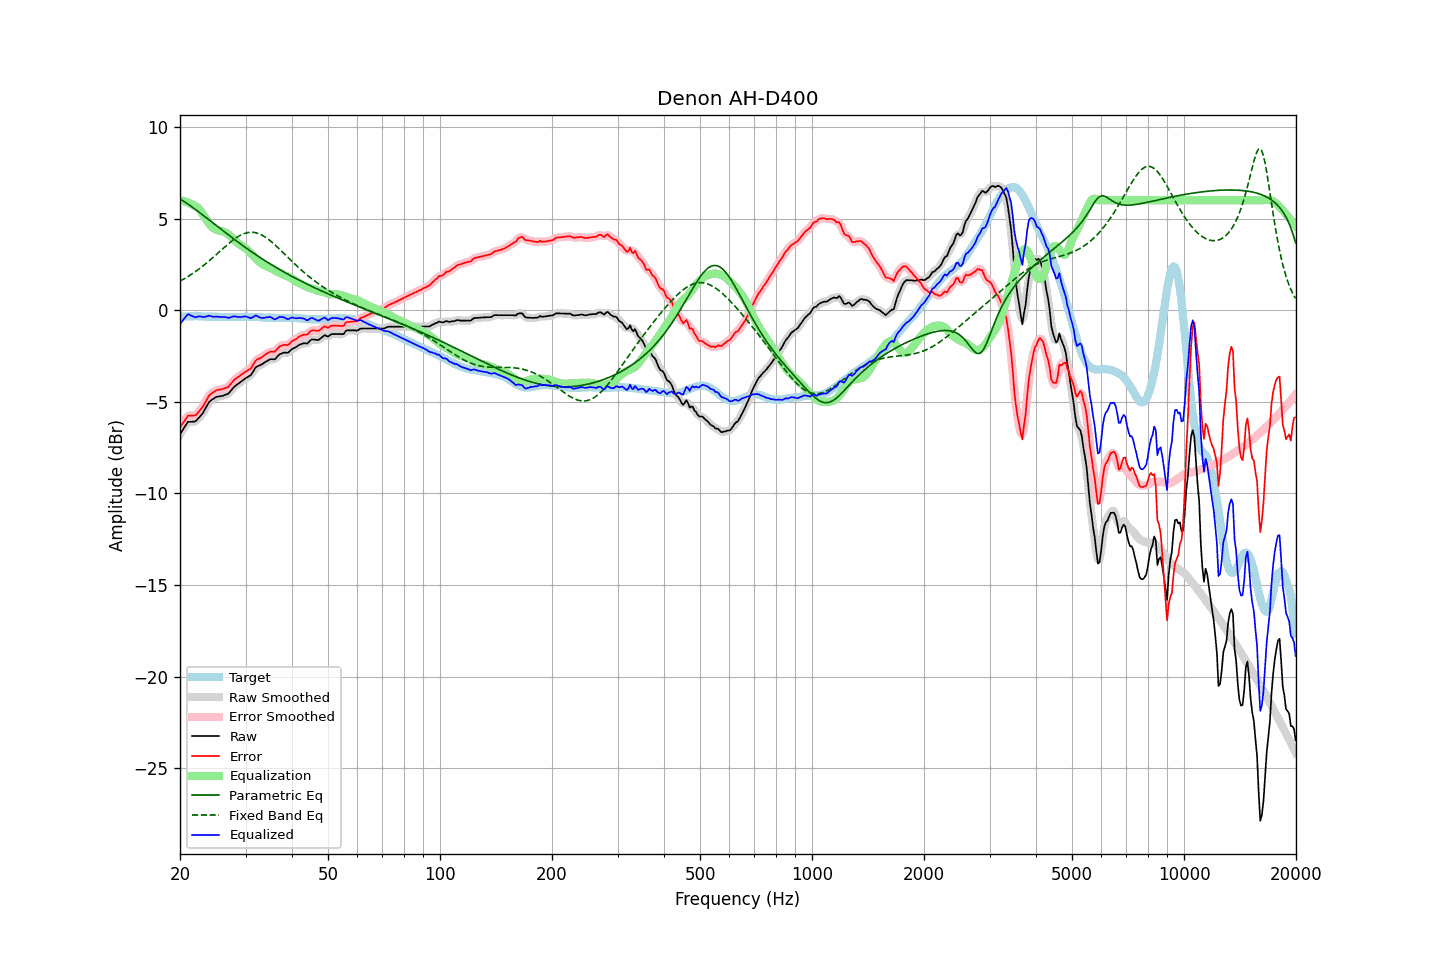 Denon AH-D400
Amplitude (dBr)
10
5
0
−5
−10
−15
−20
−25
Target
Raw Smoothed
Error Smoothed
Raw
Error
Equalization
Parametric Eq
Fixed Band Eq
Equalized
20 50 100 200 500 1000 2000 5000 10000 20000
Frequency (Hz)